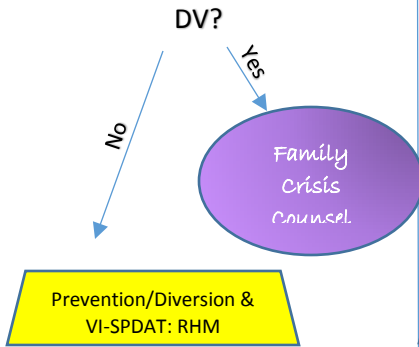 DV?
Yes
No
Family
Crisis
Counsel
Prevention/Diversion &
VI-SPDAT: RHM